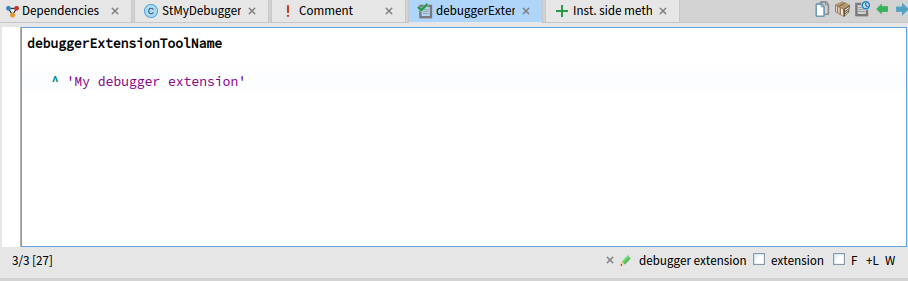 Dependencies × StMyDebugger × Comment × debuggerExter × Inst. side meth ×
debuggerExtensionToolName
^ 'My debugger extension'
3/3 [27] × debugger extension extension F +L W